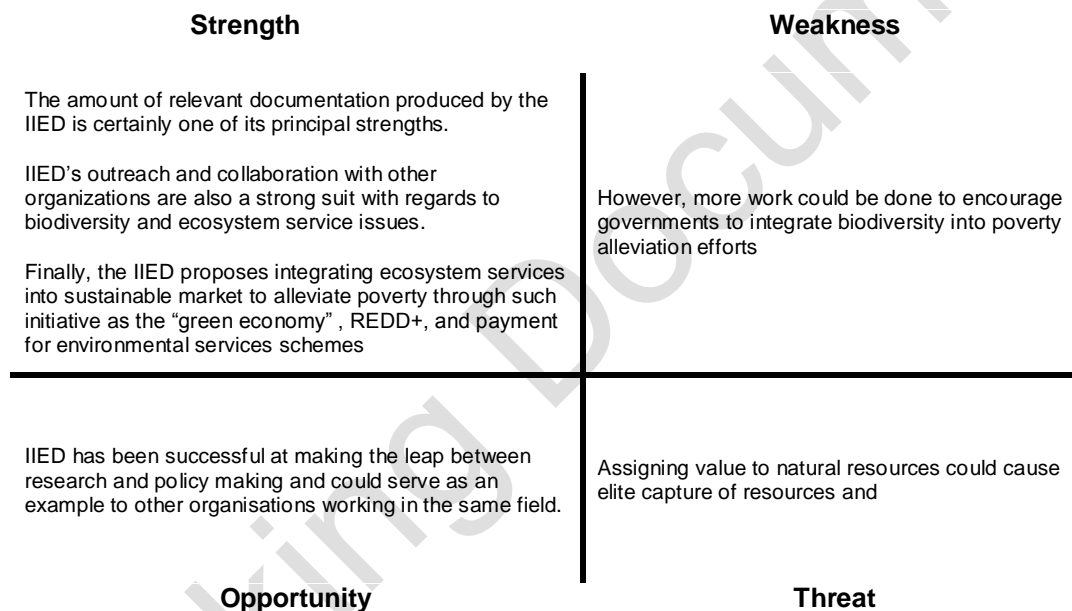 Strength
Weakness
The amount of relevant documentation produced by the
IIED is certainly one of its principal strengths.
IIED's outreach and collaboration with other
organizations are also a strong suit with regards to
biodiversity and ecosystem service issues.
Finally, the IIED proposes integrating ecosystem services
into sustainable market to alleviate poverty through such
initiative as the “green economy” , REDD+, and payment
for environmental services schemes
However, more work could be done to encourage
governments to integrate biodiversity into poverty
alleviation efforts
IIED has been successful at making the leap between
research and policy making and could serve as an
example to other organisations working in the same field.
Assigning value to natural resources could cause
elite capture of resources and
Opportunity
Threat
king Docum